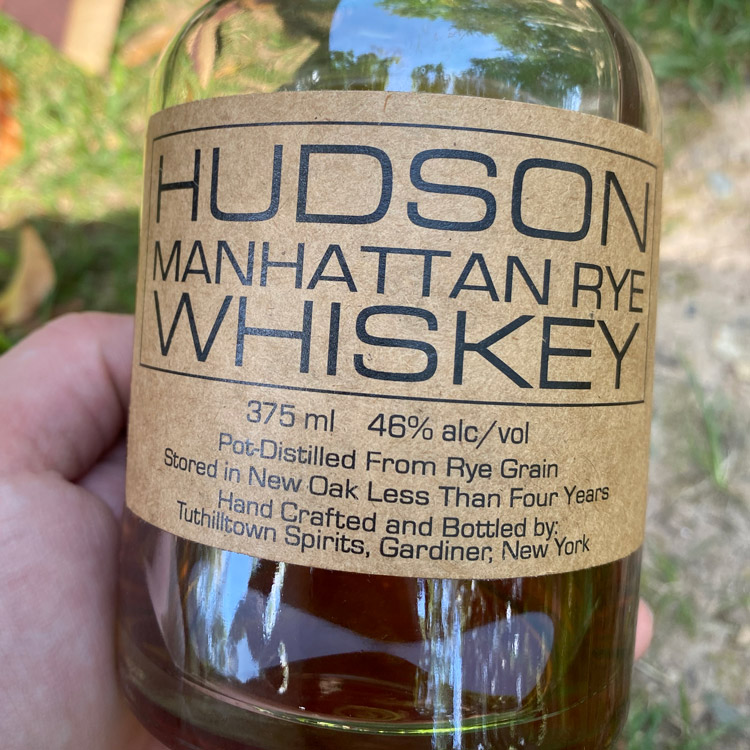 HUDSON
MANHATTAN RYE
WHISKEY
375 ml 46% alc/vol
Pot-Distilled From Rye Grain
Stored in New Oak Less Than Four Years
Hand Crafted and Bottled by:
Tuthilltown Spirits, Gardiner, New York